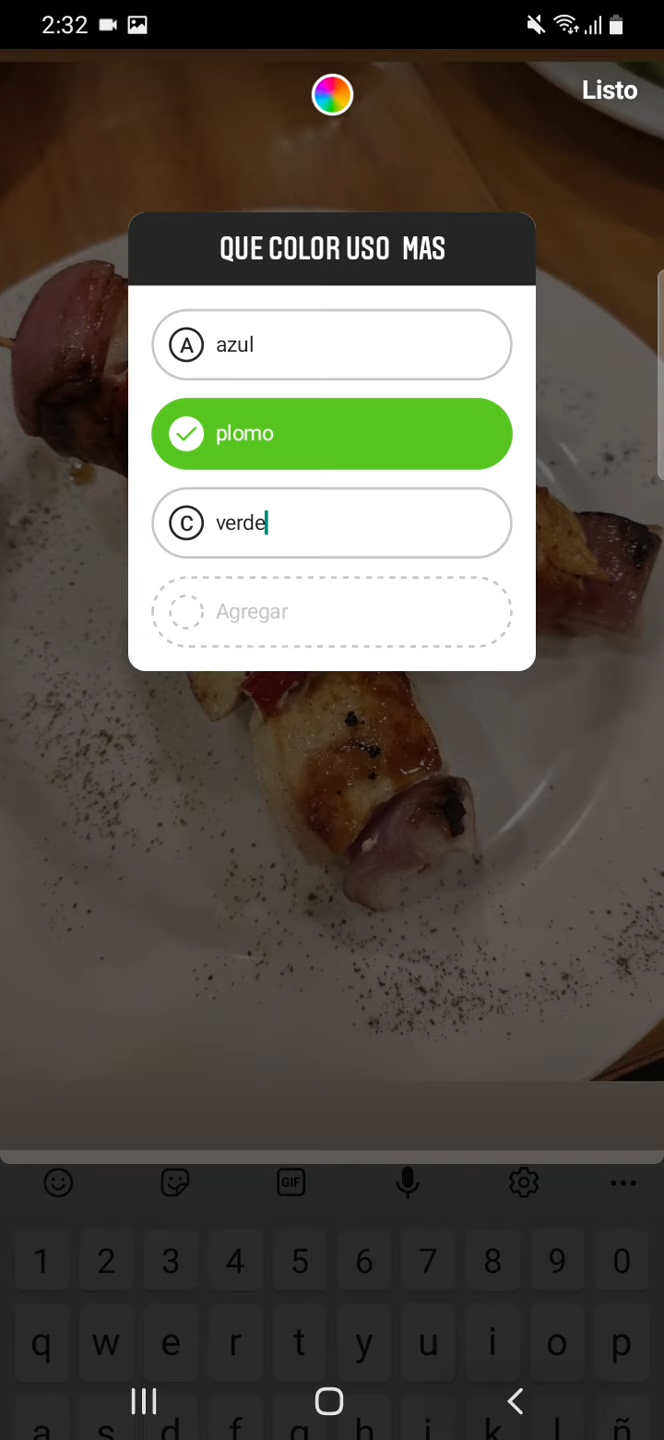 2:32
Listo
QUE COLOR USO MAS
A azul
plomo
C verde
Agregar
GIF
1 2 3 4 5 6 7 8 9 0
q w e r t y u i o p
a s d f g h j k l ñ